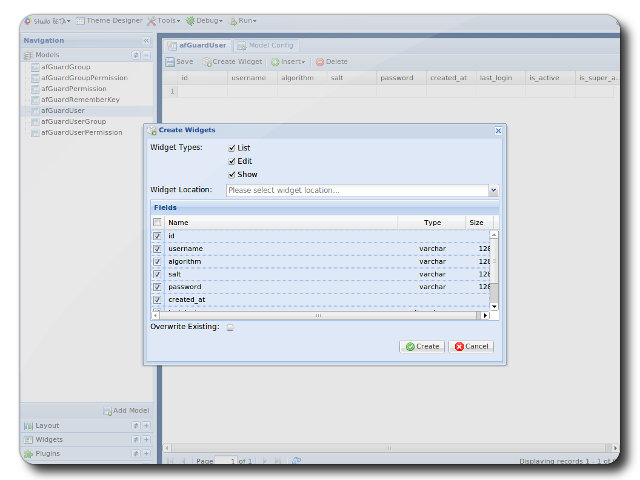 Studio BETA Theme Designer Tools Debug Run
Navigation
Models
afGuardGroup
afGuardGroupPermission
afGuardPermission
afGuardRememberKey
afGuardUser
afGuardUserGroup
afGuardUserPermission
Add Model
Layout
Widgets
Plugins
afGuardUser Model Config
Save Create Widget Insert Delete
id username algorithm salt password created_at last_login is_active is_super_a...
1
Create Widgets
Widget Types: List
Edit
Show
Widget Location: Please select widget location...
Fields
Name Type Size
id
username varchar 128
algorithm varchar 128
salt varchar 128
password varchar 128
created_at
Overwrite Existing:
Create Cancel
Page 1 of 1 Displaying records 1 - 1 of